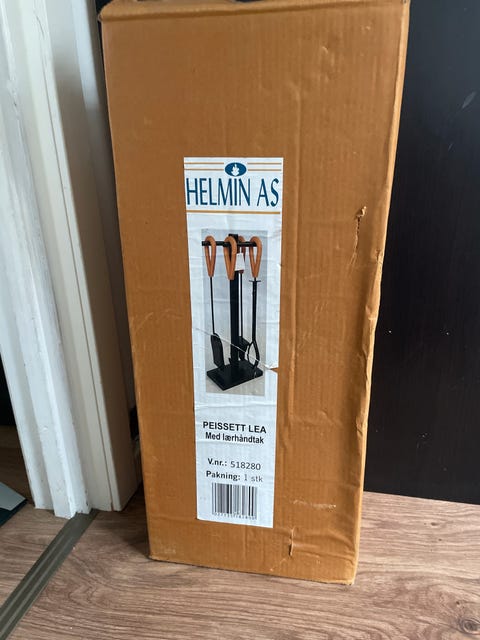 HELMIN AS
PEISSETT LEA
Med lærhåndtak
V.nr.: 518280
Pakning: 1 stk